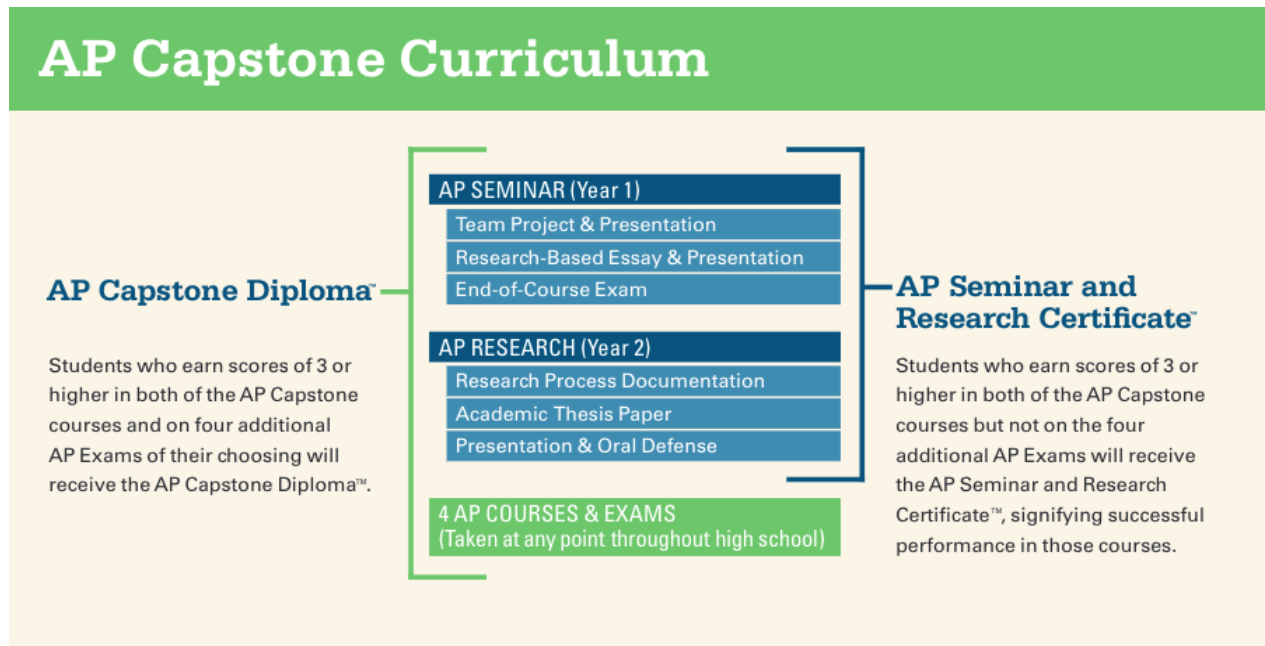 AP Capstone Curriculum
AP Capstone Diploma™
Students who earn scores of 3 or
higher in both of the AP Capstone
courses and on four additional
AP Exams of their choosing will
receive the AP Capstone Diploma™.
AP SEMINAR (Year 1)
Team Project & Presentation
Research-Based Essay & Presentation
End-of-Course Exam
AP RESEARCH (Year 2)
Research Process Documentation
Academic Thesis Paper
Presentation & Oral Defense
4 AP COURSES & EXAMS
(Taken at any point throughout high school)
AP Seminar and
Research Certificate™
Students who earn scores of 3 or
higher in both of the AP Capstone
courses but not on the four
additional AP Exams will receive
the AP Seminar and Research
Certificate™, signifying successful
performance in those courses.